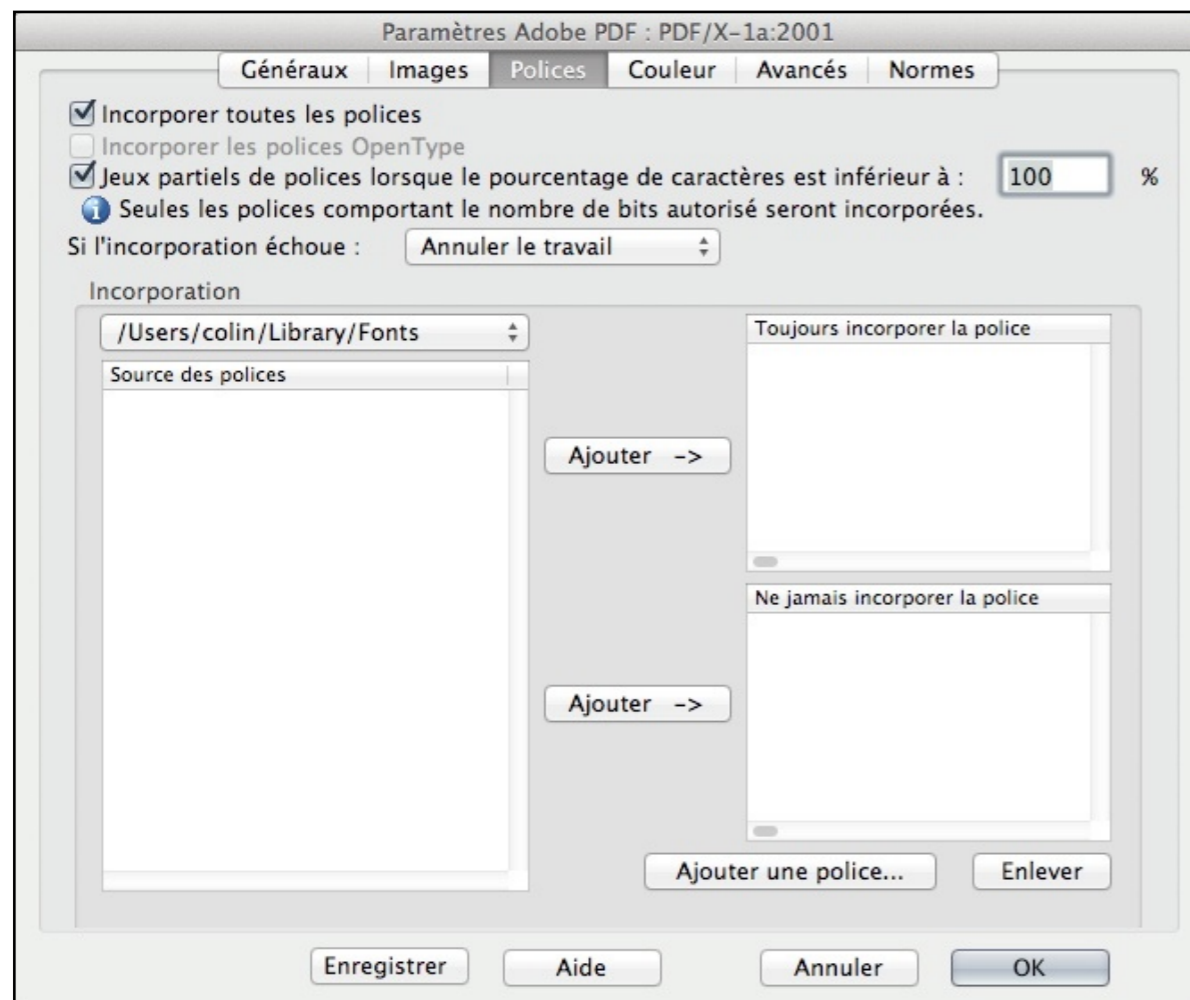 Paramètres Adobe PDF : PDF/X-1a:2001
Généraux Images Polices Couleur Avancés Normes
Incorporer toutes les polices
Incorporer les polices OpenType
Jeux partiels de polices lorsque le pourcentage de caractères est inférieur à : 100 %
Seules les polices comportant le nombre de bits autorisé seront incorporées.
Si l'incorporation échoue : Annuler le travail
Incorporation
/Users/colin/Library/Fonts
Source des polices
Toujours incorporer la police
Ajouter ->
Ne jamais incorporer la police
Ajouter ->
Ajouter une police... Enlever
Enregistrer Aide Annuler OK